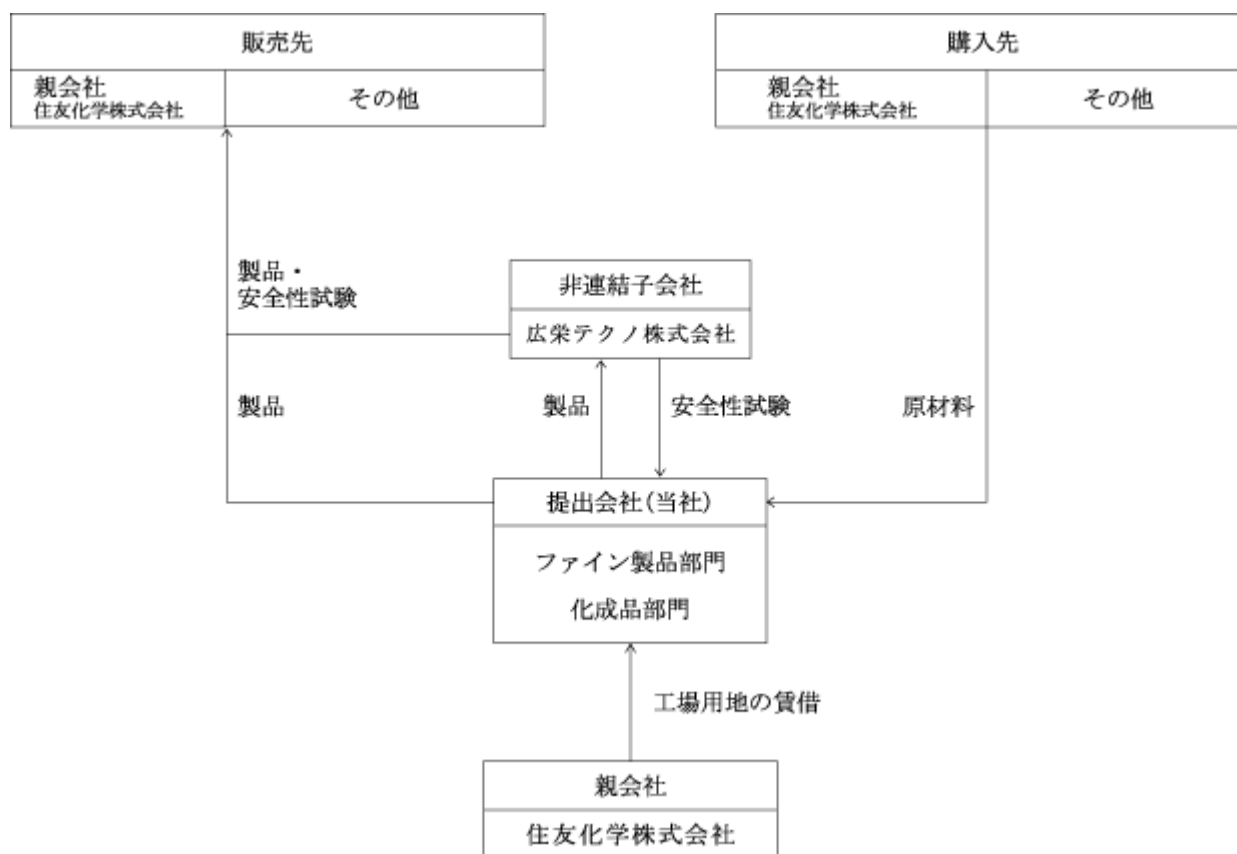 販売先
親会社
住友化学株式会社
その他
購入先
親会社
住友化学株式会社
その他
製品・
安全性試験
非連結子会社
広栄テクノ株式会社
製品
製品
安全性試験
原材料
提出会社(当社)
ファイン製品部門
化成品部門
工場用地の賃借
親会社
住友化学株式会社